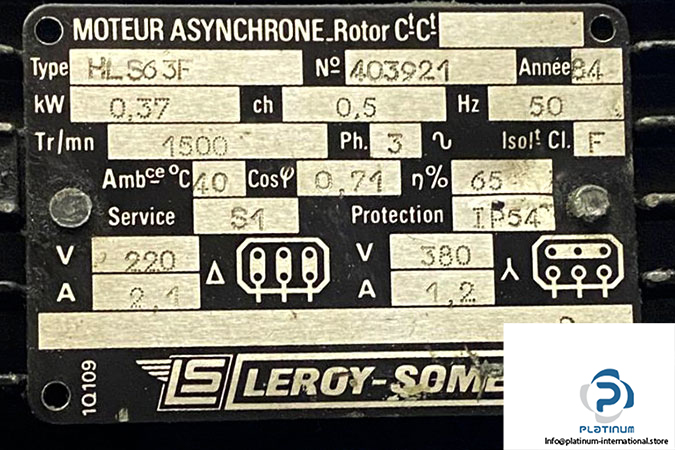 MOTEUR ASYNCHRONE_Rotor Ct Ct
Type HLS63F Nº 403921 Année 84
kW 0,37 ch 0,5 Hz 50
Tr/mn 1500 Ph. 3 ∿ Isolt Cl. F
Ambce °C 40 Cosφ 0,71 η% 65
Service S1 Protection IP54
V 220 Δ V 380
A 2,1 A 1,2 ⅄
LS LEROY-SOME
1Q109
PLATINUM
Info@platinum-international.store